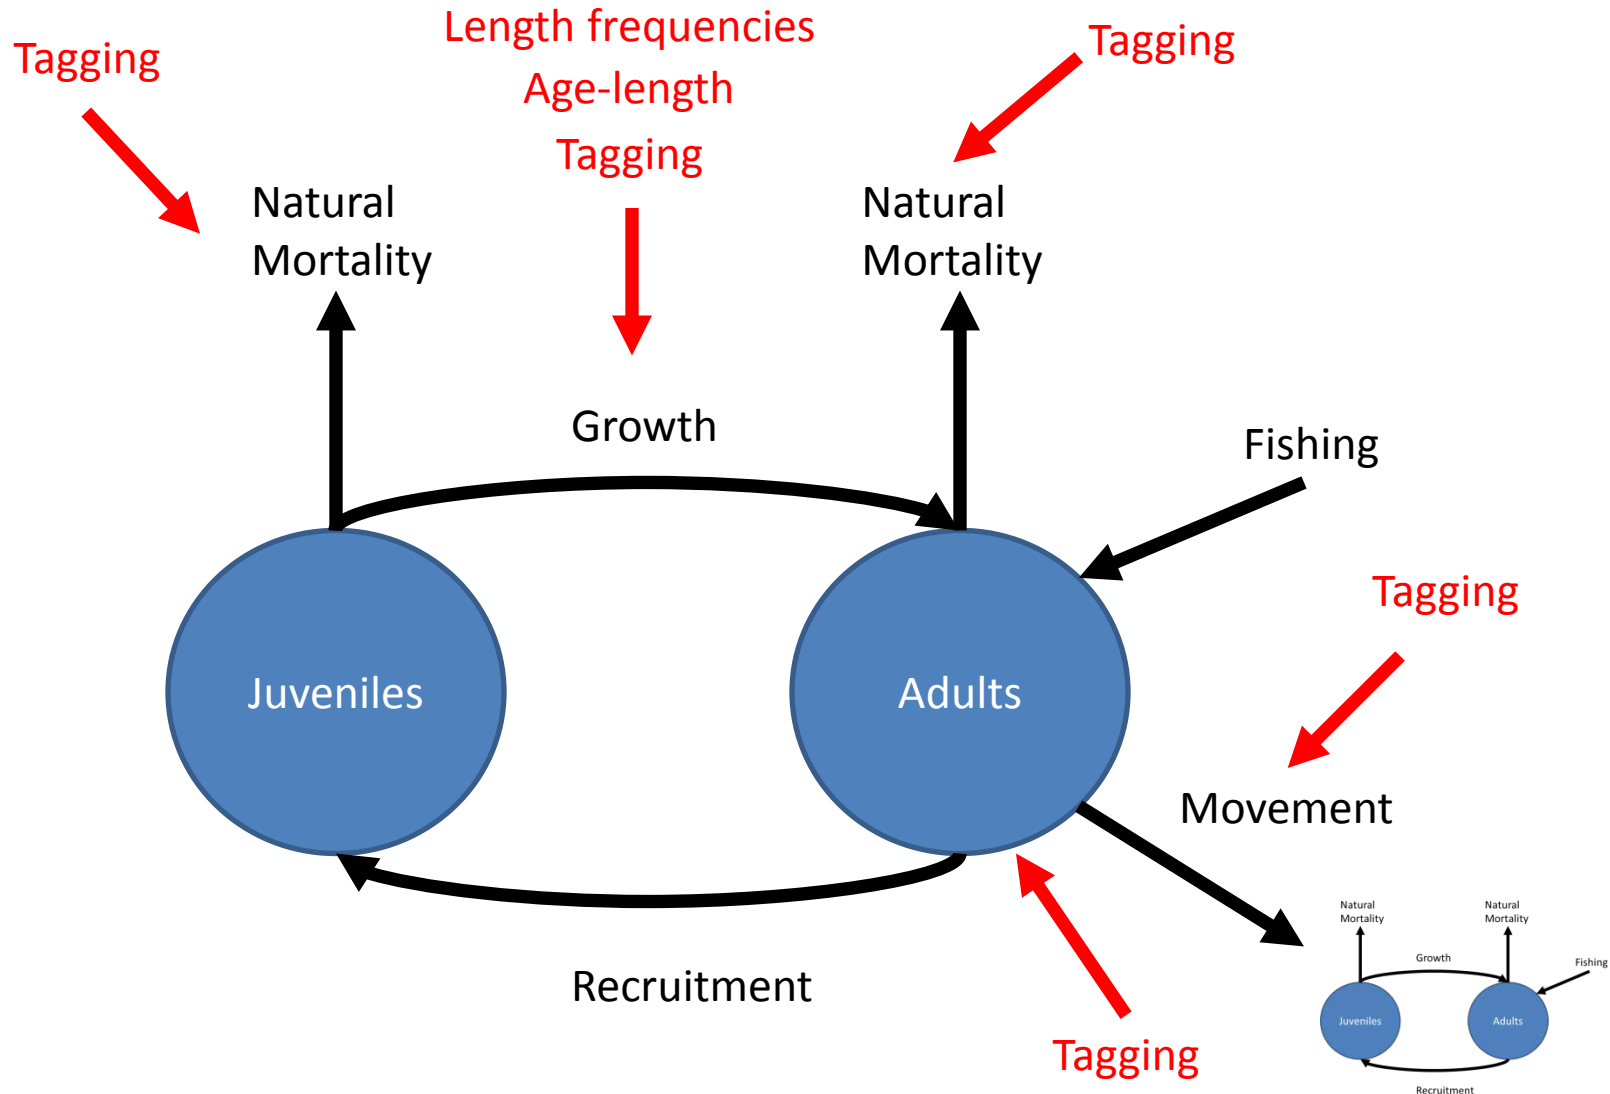 Length frequencies
Tagging
Tagging
Age-length
Tagging
Natural
Mortality
Natural
Mortality
Growth
Fishing
Tagging
Juveniles
Adults
Movement
Recruitment
Tagging
Natural
Mortality
Natural
Mortality
Growth
Fishing
Juveniles
Adults
Recruitment